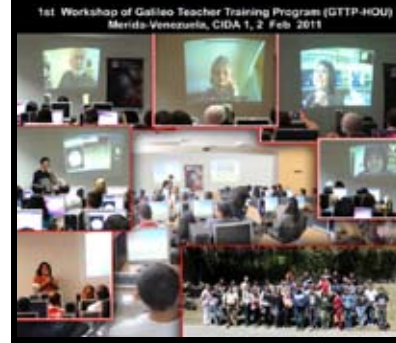 1st Workshop of Galileo Teacher Training Program (GTTP-HOU)
Merida-Venezuela, CIDA 1, 2 Feb 2011